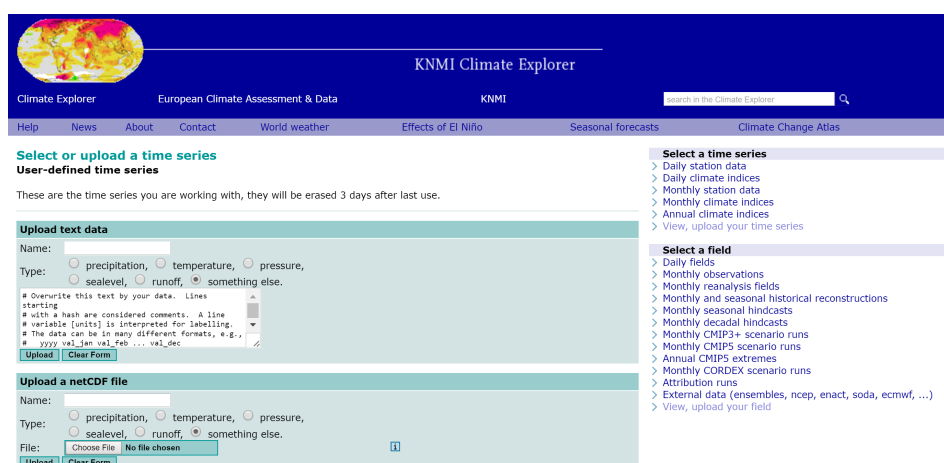 KNMI Climate Explorer
Climate Explorer European Climate Assessment & Data KNMI search in the Climate Explorer
Help News About Contact World weather Effects of El Niño Seasonal forecasts Climate Change Atlas
Select or upload a time series
User-defined time series
These are the time series you are working with, they will be erased 3 days after last use.
Upload text data
Name:
Type: precipitation, temperature, pressure,
sealevel, runoff, something else.
# Overwrite this text by your data. Lines
starting
# with a hash are considered comments. A line
# variable [units] is interpreted for labelling.
# The data can be in many different formats, e.g.,
# yyyy val_jan val_feb ... val_dec
Upload Clear Form
Upload a netCDF file
Name:
Type: precipitation, temperature, pressure,
sealevel, runoff, something else.
File: Choose File No file chosen i
Upload Clear Form
Select a time series
Daily station data
Daily climate indices
Monthly station data
Monthly climate indices
Annual climate indices
View, upload your time series
Select a field
Daily fields
Monthly observations
Monthly reanalysis fields
Monthly and seasonal historical reconstructions
Monthly seasonal hindcasts
Monthly decadal hindcasts
Monthly CMIP3+ scenario runs
Monthly CMIP5 scenario runs
Annual CMIP5 extremes
Monthly CORDEX scenario runs
Attribution runs
External data (ensembles, ncep, enact, soda, ecmwf, ...)
View, upload your field